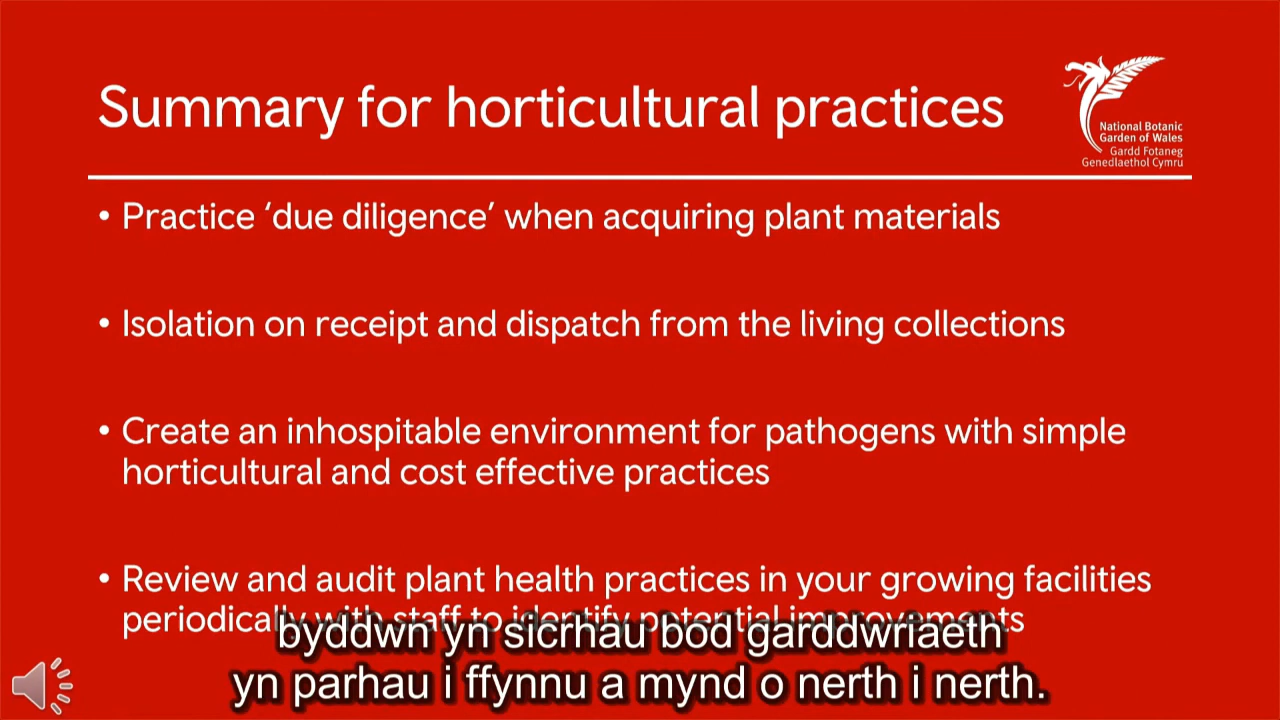 Summary for horticultural practices
National Botanic
Garden of Wales
Gardd Fotaneg
Genedlaethol Cymru
• Practice ‘due diligence’ when acquiring plant materials
• Isolation on receipt and dispatch from the living collections
• Create an inhospitable environment for pathogens with simple
horticultural and cost effective practices
• Review and audit plant health practices in your growing facilities
periodically with staff to identify potential improvements
byddwn yn sicrhau bod garddwriaeth
yn parhau i ffynnu a mynd o nerth i nerth.